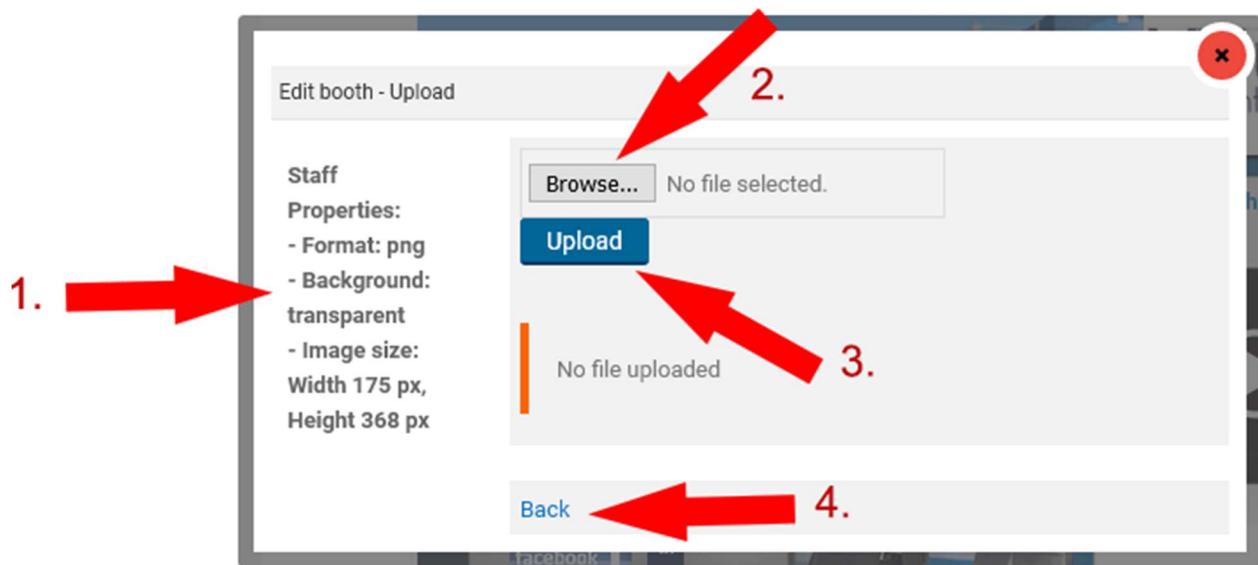 2.
Edit booth - Upload
Staff
Properties:
- Format: png
- Background:
transparent
- Image size:
Width 175 px,
Height 368 px
1.
Browse... No file selected.
Upload
3.
No file uploaded
Back
4.
facebook